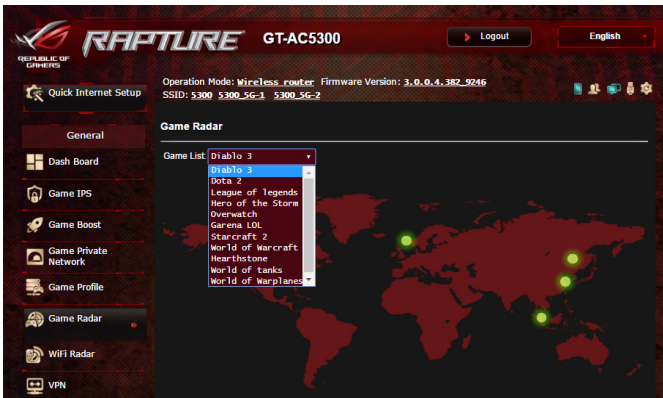 REPUBLIC OF
GAMERS
RAPTURE
GT-AC5300
Logout
English
Quick Internet Setup
Operation Mode: Wireless router Firmware Version: 3.0.0.4.382_9246
SSID: 5300 5300_5G-1 5300_5G-2
General
Dash Board
Game IPS
Game Boost
Game Private
Network
Game Profile
Game Radar
WiFi Radar
VPN
Game Radar
Game List Diablo 3
Diablo 3
Dota 2
League of legends
Hero of the Storm
Overwatch
Garena LOL
Starcraft 2
World of Warcraft
Hearthstone
World of tanks
World of Warplanes